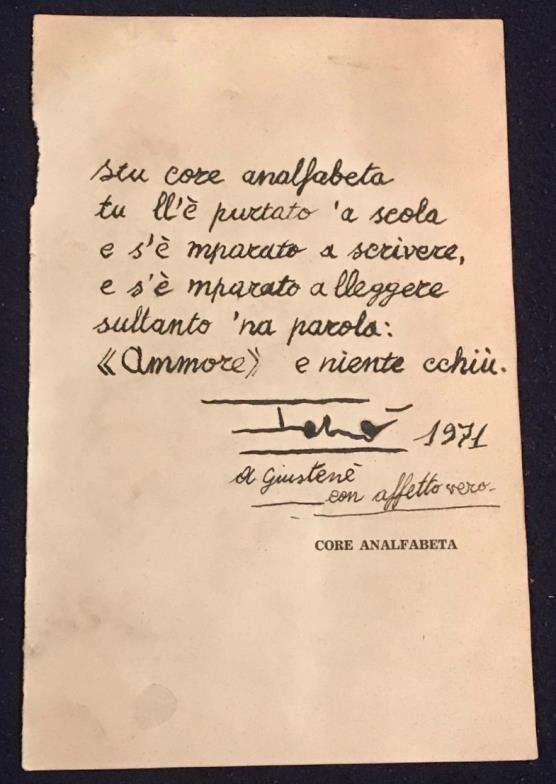 Stu core analfabeta
tu ll'è purtato 'a scola
e s'è mparato a scrivere,
e s'è mparato a lleggere
sultanto 'na parola:
《Ammore》 e niente cchiù.
Totò 1971
A Giustenè
con affetto vero.
CORE ANALFABETA